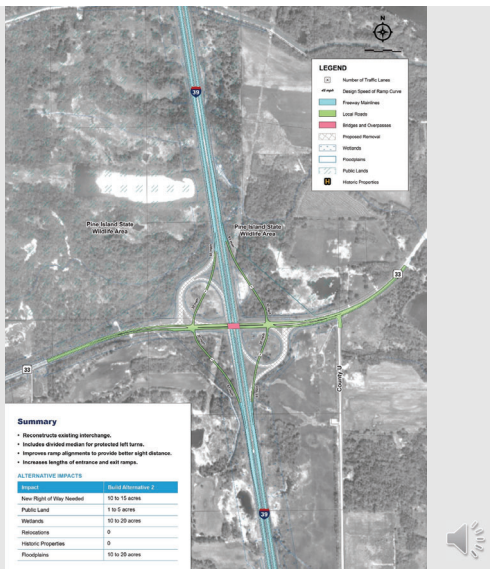 N
39
LEGEND
Number of Traffic Lanes
Design Speed of Ramp Curve
Freeway Mainlines
Local Roads
Bridges and Overpasses
Proposed Removal
Wetlands
Floodplains
Public Lands
H Historic Properties
Pine Island State
Wildlife Area
Pine Island State
Wildlife Area
33
33
County U
39
Summary
• Reconstructs existing interchange.
• Includes divided median for protected left turns.
• Improves ramp alignments to provide better sight distance.
• Increases lengths of entrance and exit ramps.
ALTERNATIVE IMPACTS
Impact Build Alternative 2
New Right of Way Needed 10 to 15 acres
Public Land 1 to 5 acres
Wetlands 10 to 20 acres
Relocations 0
Historic Properties 0
Floodplains 10 to 20 acres